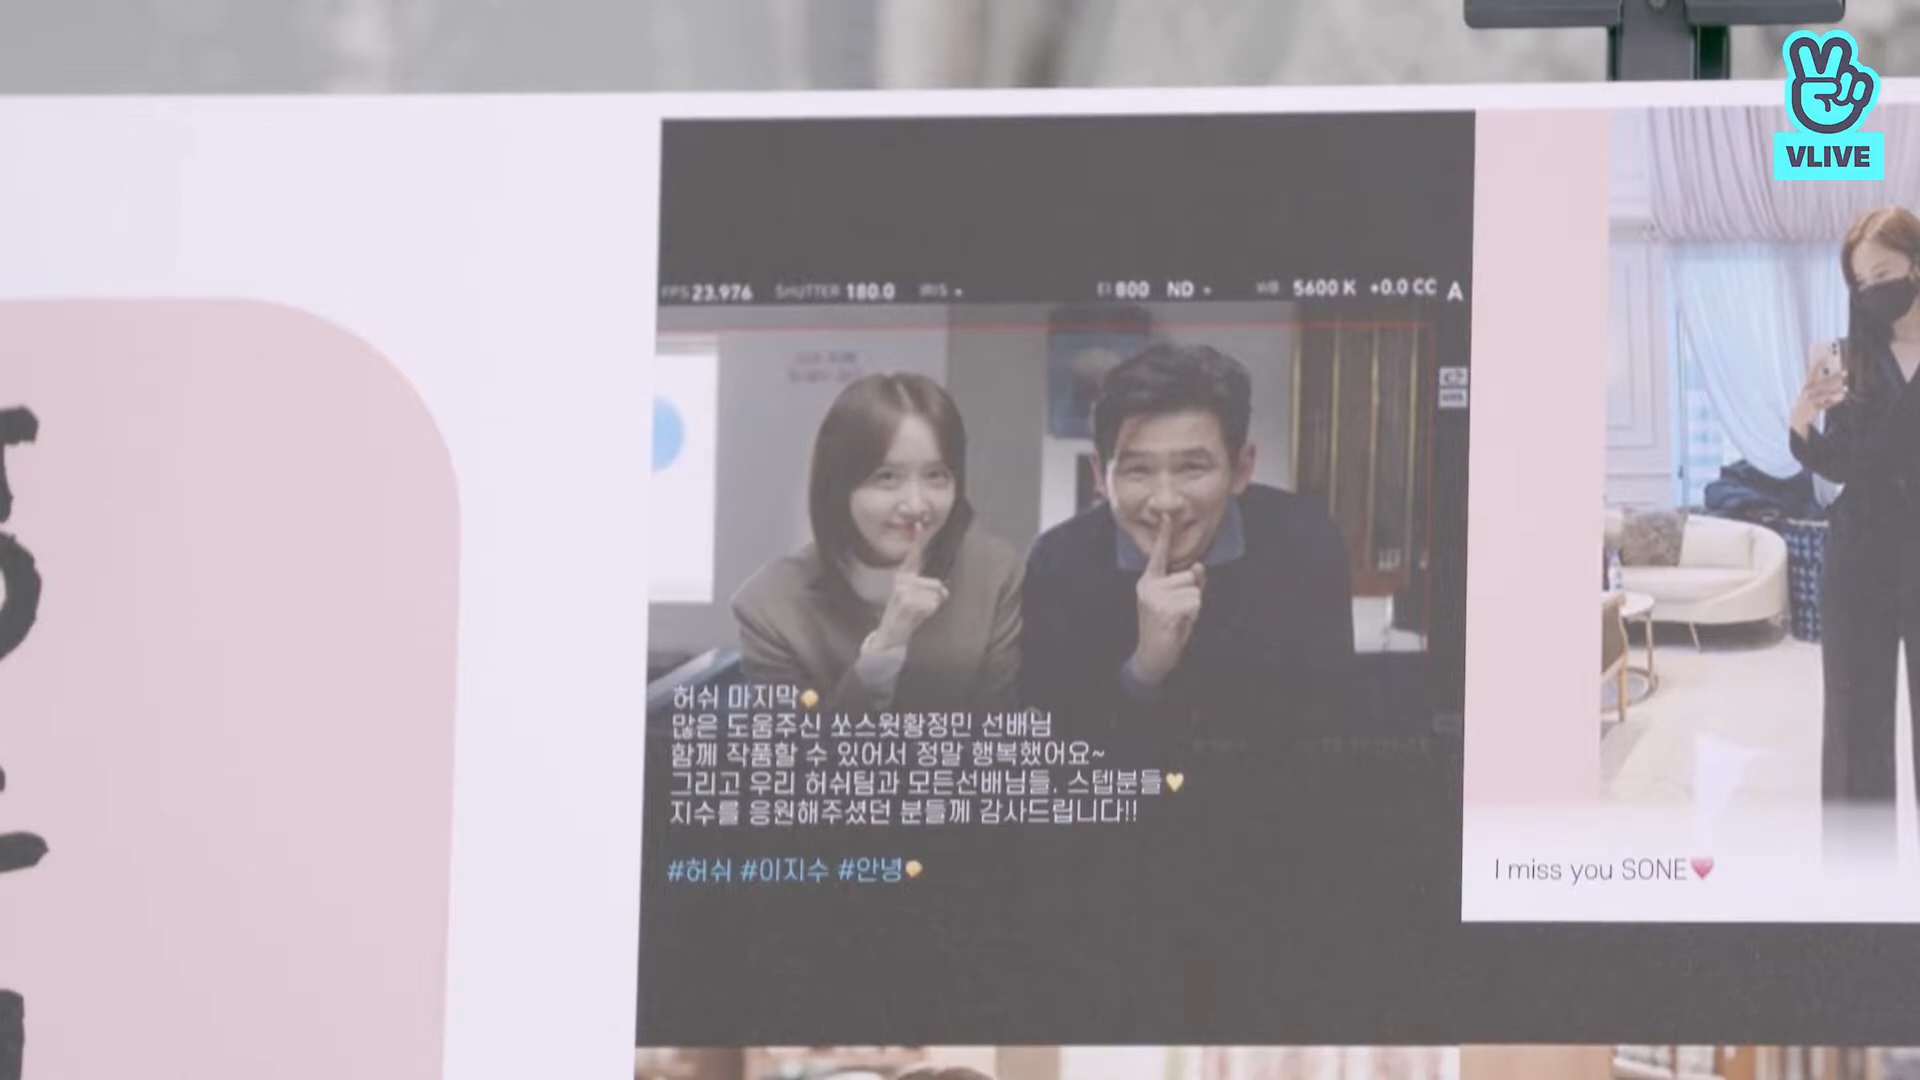 VLIVE
FPS 23.976 SHUTTER 180.0 IRIS - EI 800 ND - WB 5600 K +0.0 CC A
허쉬 마지막
많은 도움주신 쏘스윗황정민 선배님
함께 작품할 수 있어서 정말 행복했어요~
그리고 우리 허쉬팀과 모든선배님들. 스텝분들💛
지수를 응원해주셨던 분들께 감사드립니다!!
#허쉬 #이지수 #안녕
I miss you SONE